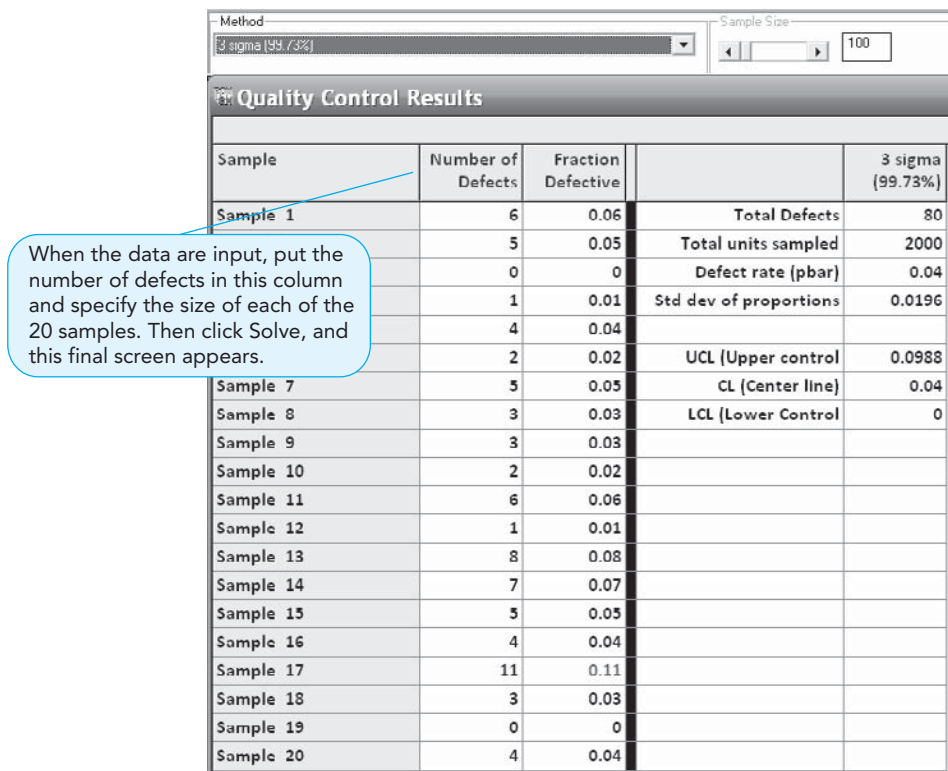 Method
3 sigma (99.73%)
Sample Size
100
Quality Control Results
Sample Number of Defects Fraction Defective 3 sigma (99.73%)
Sample 1 6 0.06 Total Defects 80
5 0.05 Total units sampled 2000
0 0 Defect rate (pbar) 0.04
1 0.01 Std dev of proportions 0.0196
4 0.04
2 0.02 UCL (Upper control 0.0988
When the data are input, put the
number of defects in this column
and specify the size of each of the
20 samples. Then click Solve, and
this final screen appears.
Sample 7 5 0.05 CL (Center line) 0.04
Sample 8 3 0.03 LCL (Lower Control 0
Sample 9 3 0.03
Sample 10 2 0.02
Sample 11 6 0.06
Sample 12 1 0.01
Sample 13 8 0.08
Sample 14 7 0.07
Sample 15 5 0.05
Sample 16 4 0.04
Sample 17 11 0.11
Sample 18 3 0.03
Sample 19 0 0
Sample 20 4 0.04